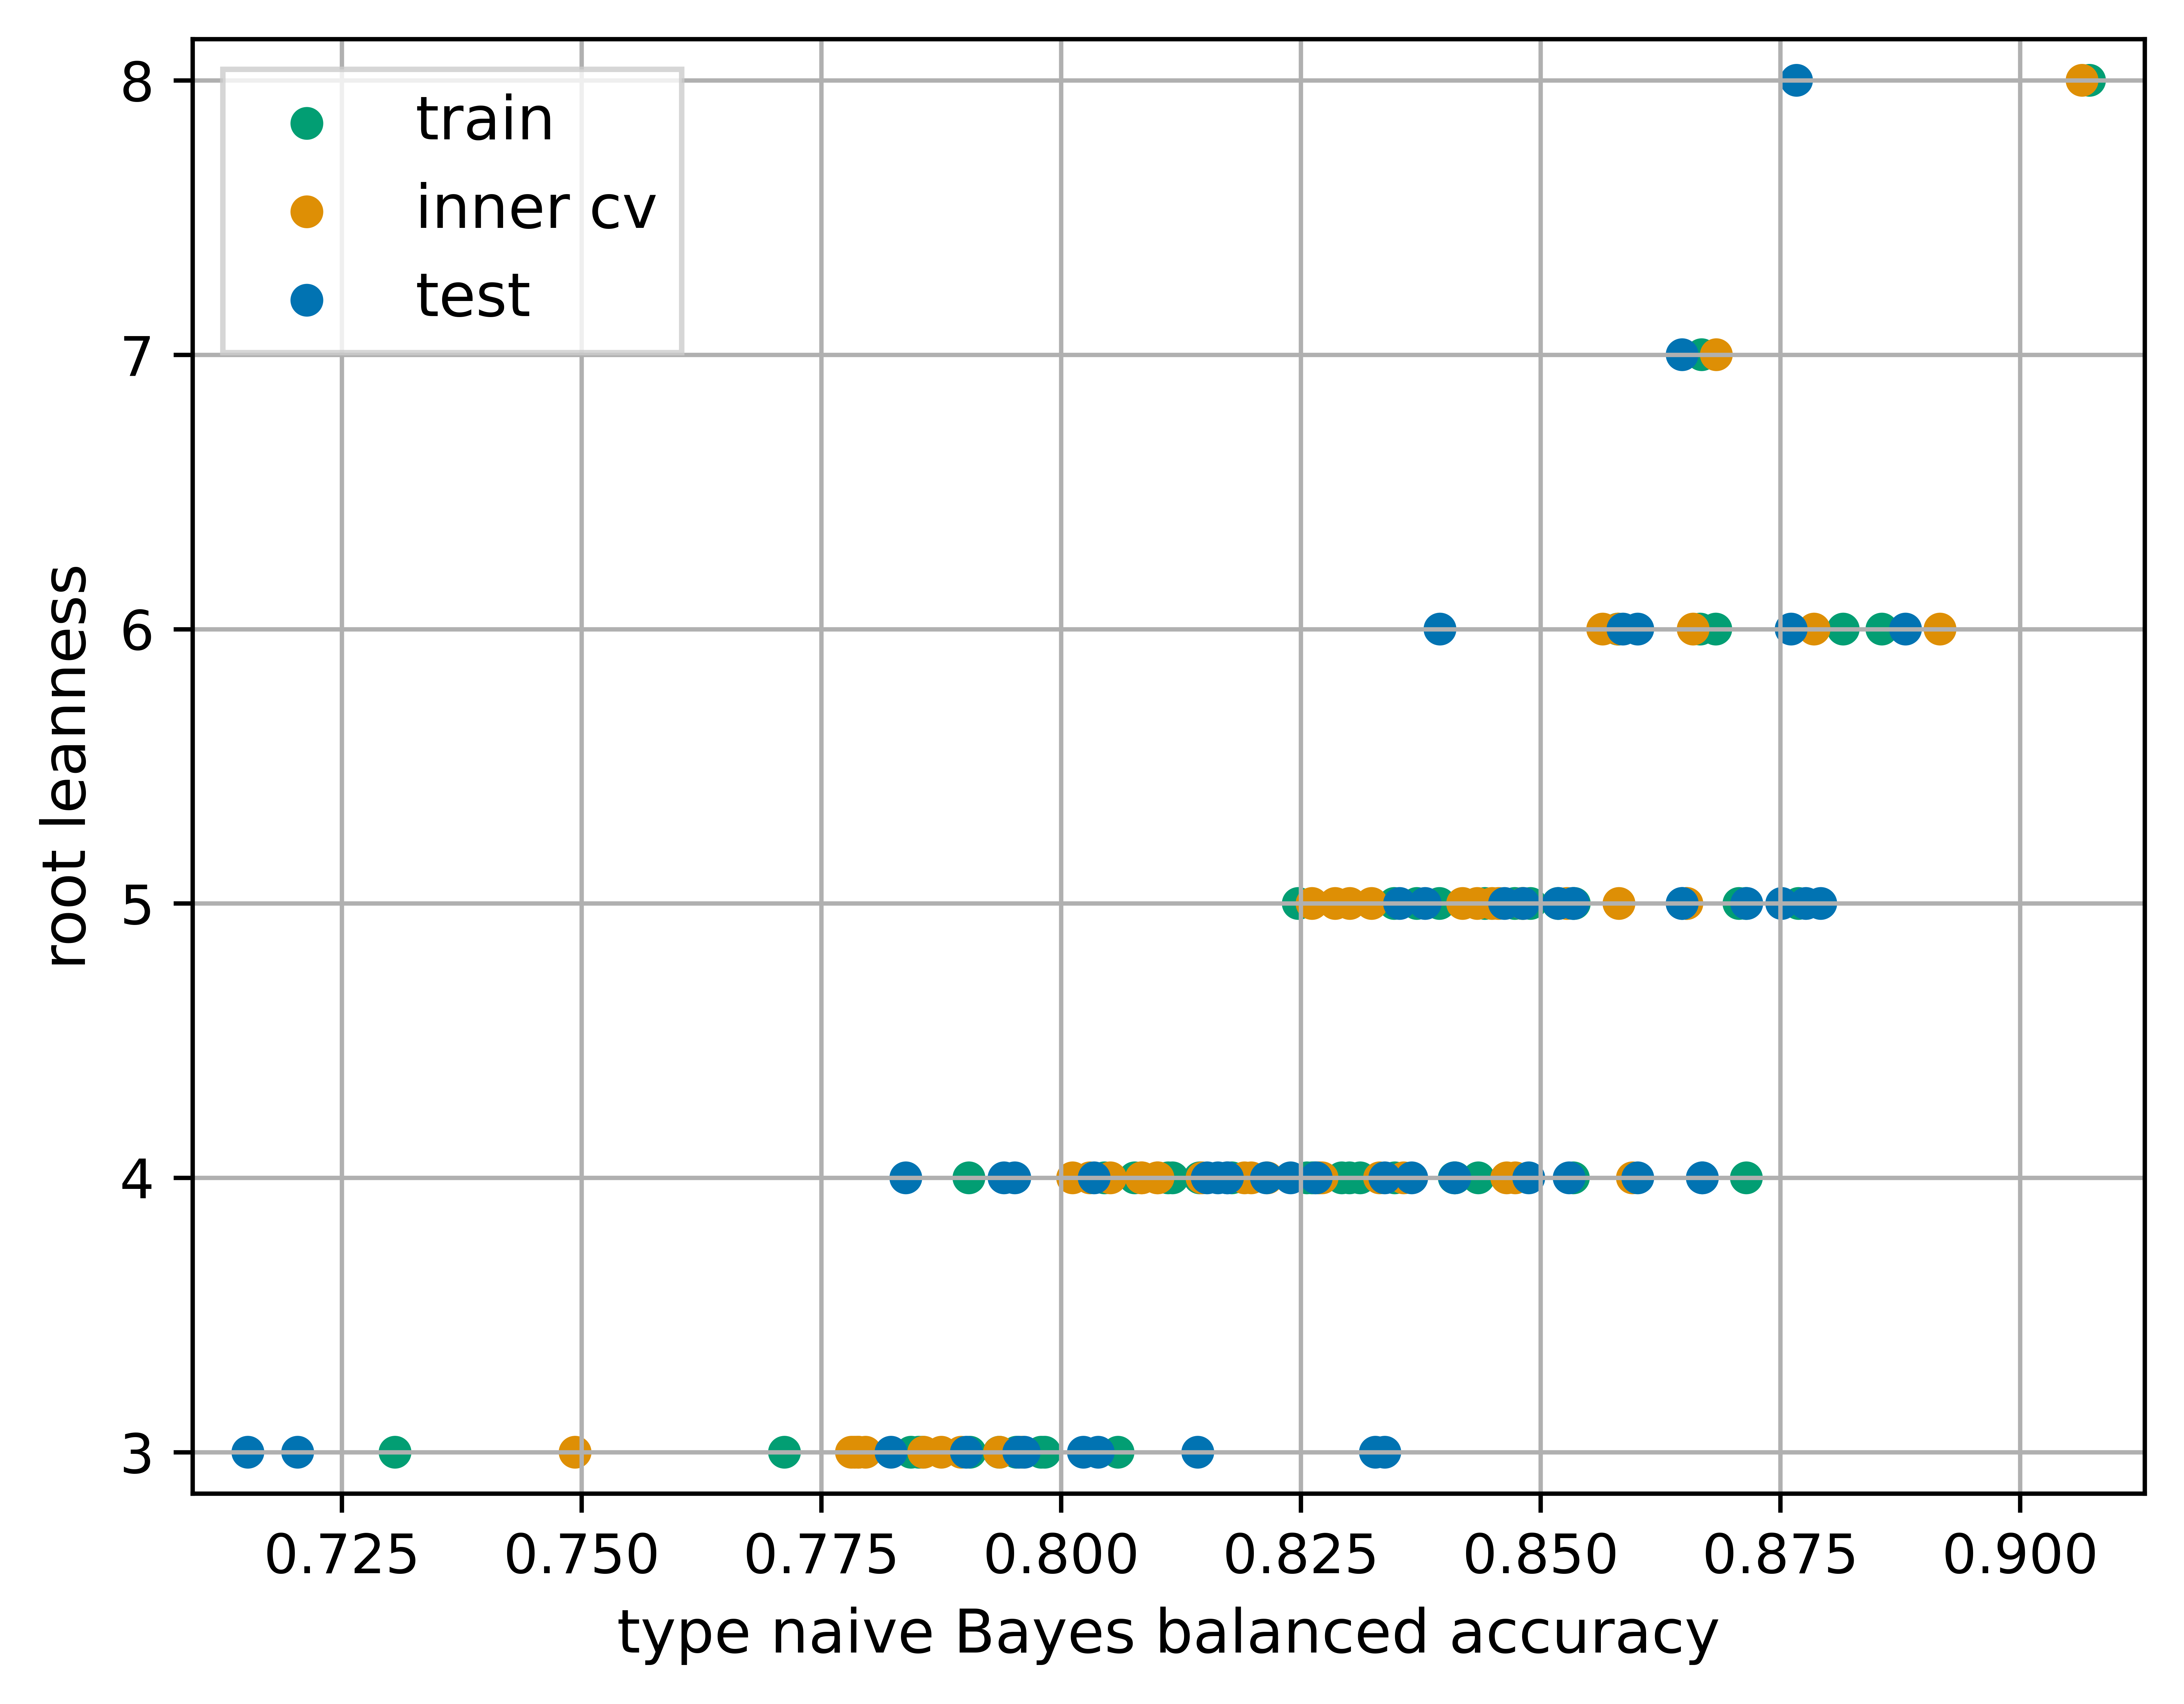 train
inner cv
test
8
7
6
5
4
3
root leanness
0.725 0.750 0.775 0.800 0.825 0.850 0.875 0.900
type naive Bayes balanced accuracy